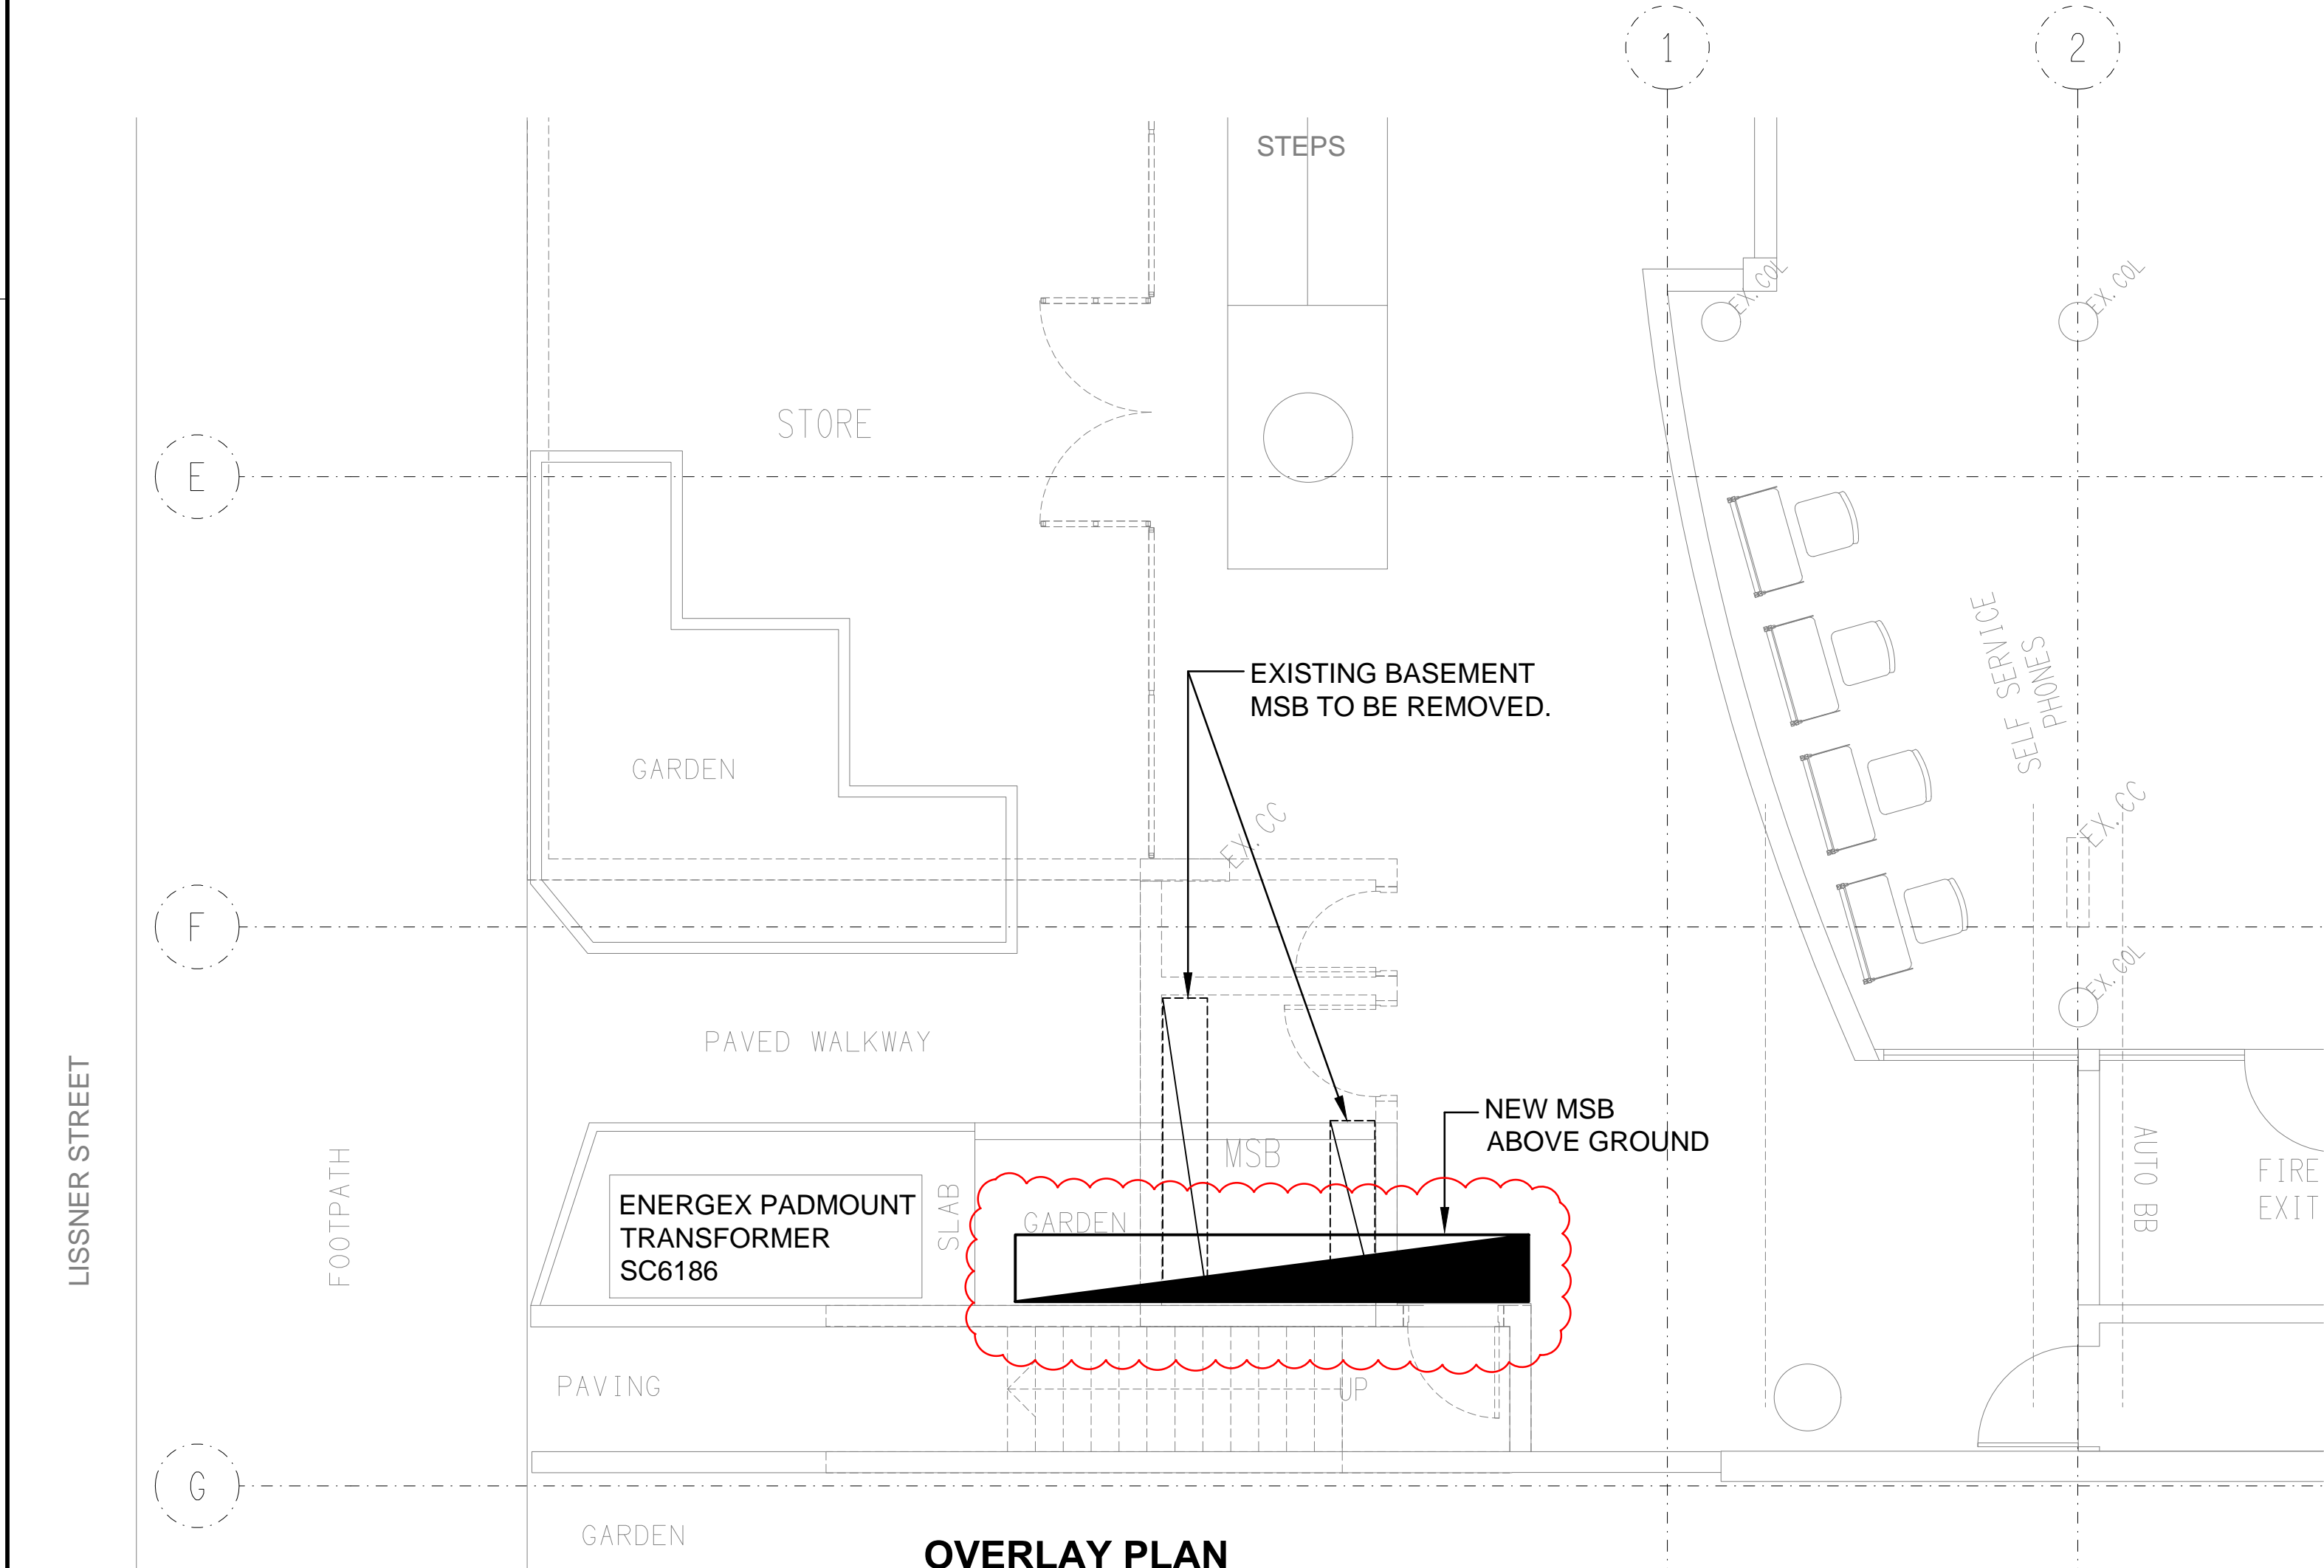 1
2
STEPS
EX.COL
EX.COL
STORE
E
SELF SERVICE
PHONES
EXISTING BASEMENT
MSB TO BE REMOVED.
GARDEN
EX.CC
EX.CC
F
EX.COL
PAVED WALKWAY
LISSNER STREET
FOOTPATH
NEW MSB
ABOVE GROUND
MSB
AUTO BB
FIRE
EXIT
ENERGEX PADMOUNT
TRANSFORMER
SC6186
SLAB
GARDEN
PAVING
UP
G
GARDEN
OVERLAY PLAN